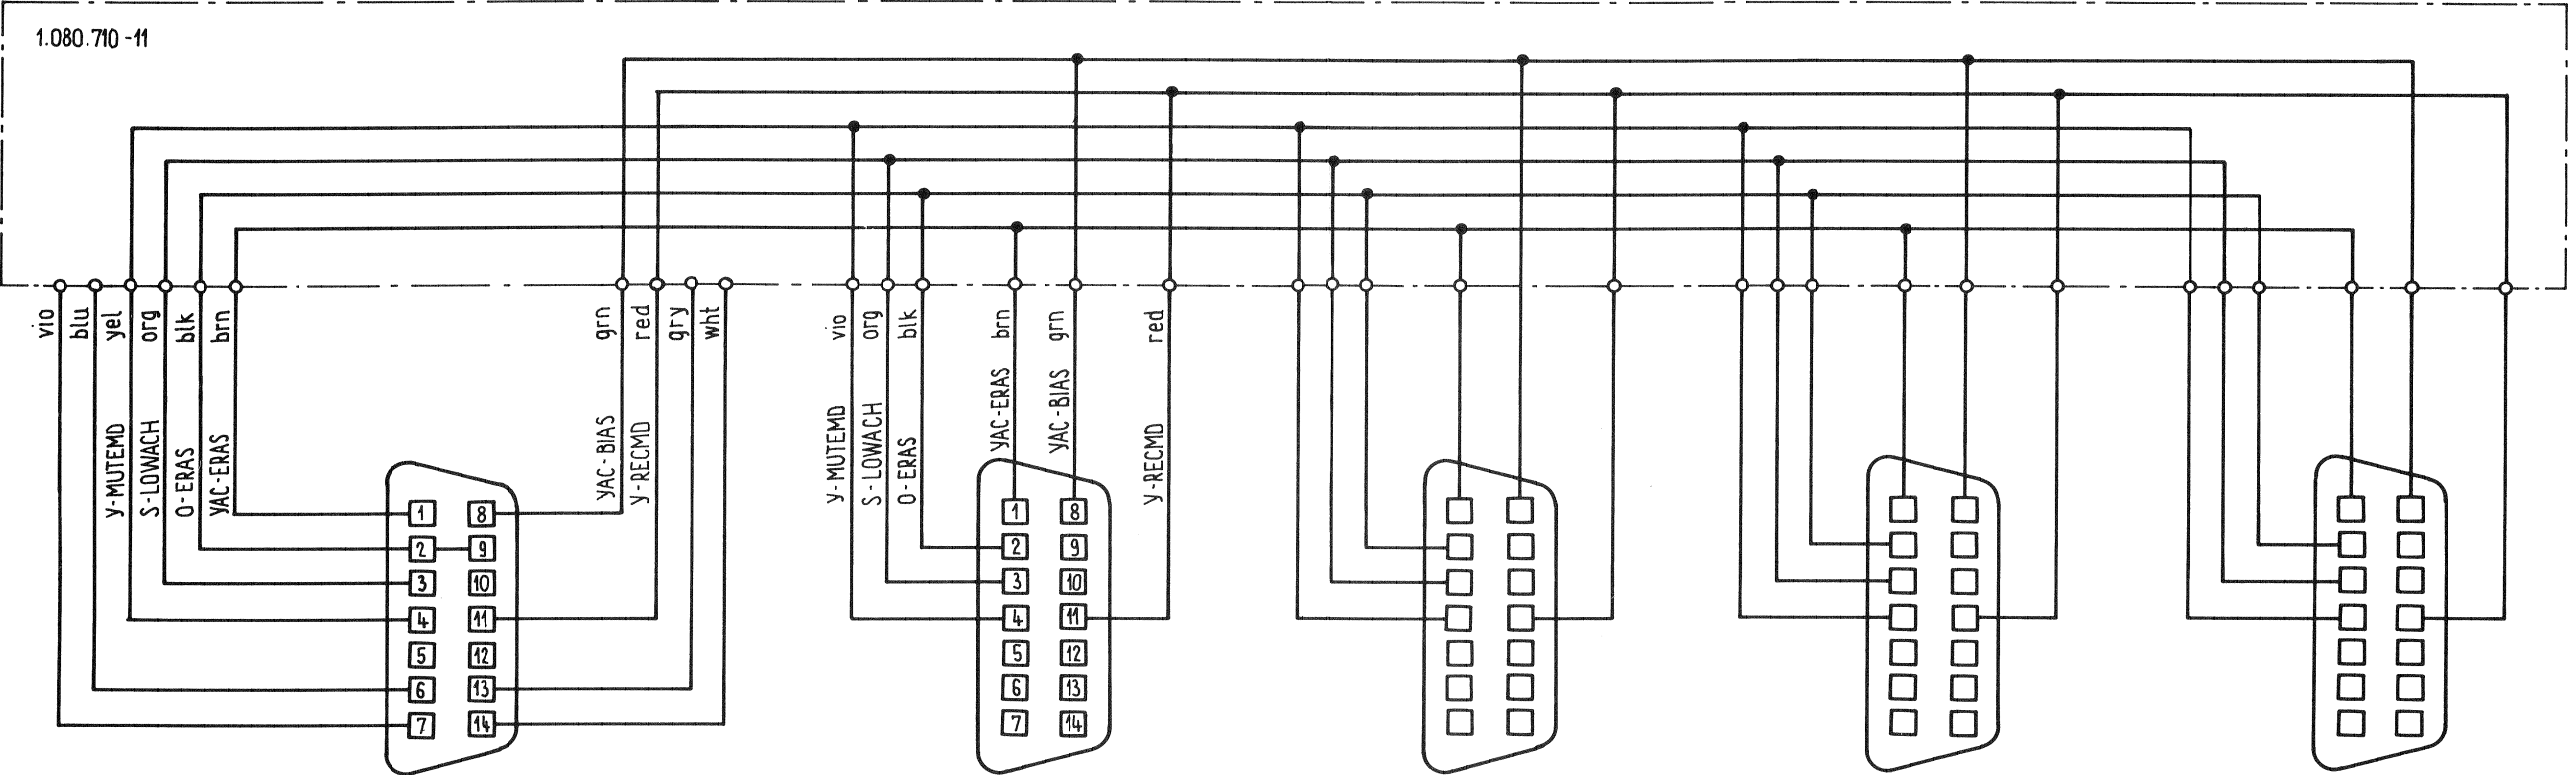 1.080.710-11
vio
blu
yel
org
blk
brn
grn
red
gry
wht
vio
org
blk
brn
grn
red
Y-MUTEMD
S-LOWACH
O-ERAS
YAC-ERAS
YAC-BIAS
Y-RECMD
Y-MUTEMD
S-LOWACH
O-ERAS
YAC-ERAS
YAC-BIAS
Y-RECMD
1 8
2 9
3 10
4 11
5 12
6 13
7 14
1 8
2 9
3 10
4 11
5 12
6 13
7 14